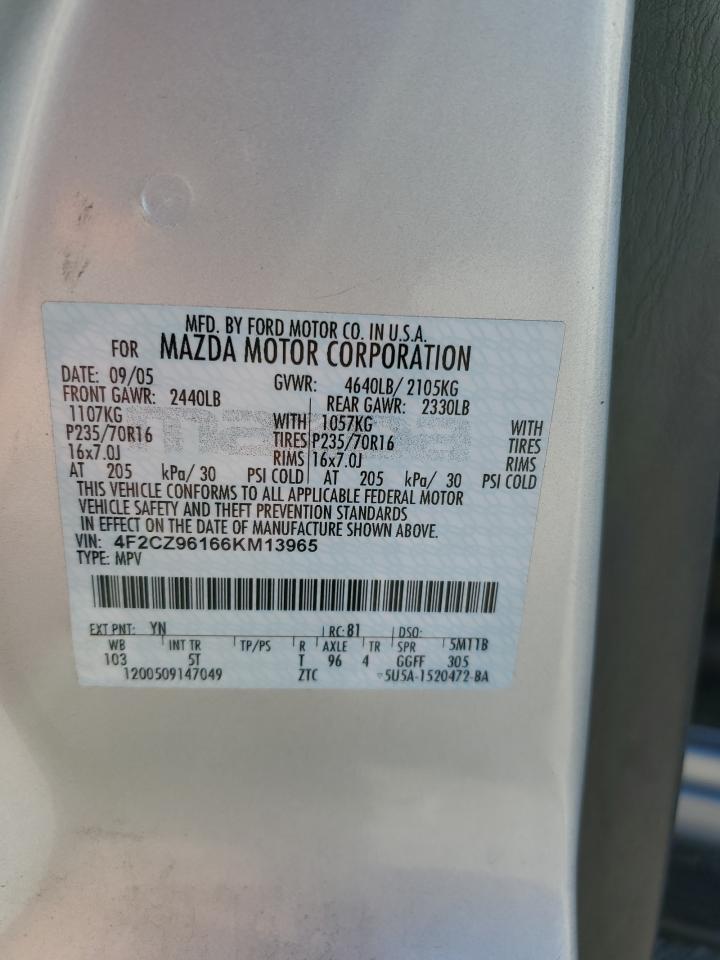 MFD. BY FORD MOTOR CO. IN U.S.A.
FOR MAZDA MOTOR CORPORATION
DATE: 09/05 GVWR: 4640LB/ 2105KG
FRONT GAWR: 2440LB REAR GAWR: 2330LB
1107KG WITH 1057KG WITH
P235/70R16 TIRES P235/70R16 TIRES
16x7.0J RIMS 16x7.0J RIMS
AT 205 kPa/ 30 PSI COLD AT 205 kPa/ 30 PSI COLD
THIS VEHICLE CONFORMS TO ALL APPLICABLE FEDERAL MOTOR
VEHICLE SAFETY AND THEFT PREVENTION STANDARDS
IN EFFECT ON THE DATE OF MANUFACTURE SHOWN ABOVE.
VIN: 4F2CZ96166KM13965
TYPE: MPV
EXT PNT: YN RC: 81 DSO:
WB INT TR TP/PS R AXLE TR SPR 5M11B
103 5T T 96 4 GGFF 305
1200509147049 ZTC ▿5U5A-1520472-BA
mazda